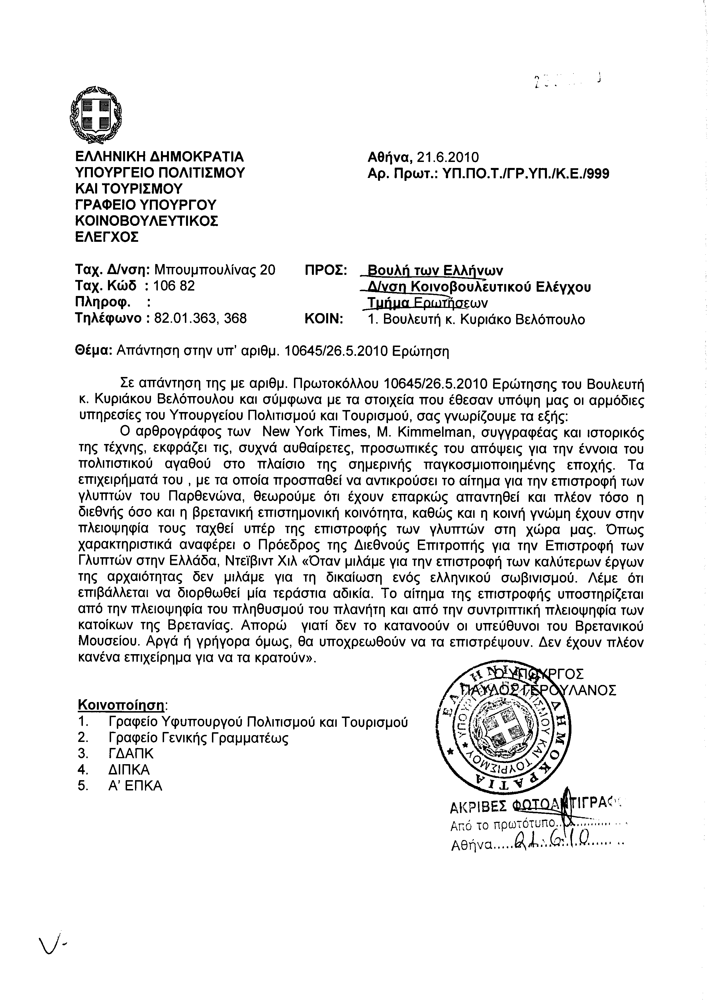 ΕΛΛΗΝΙΚΗ ΔΗΜΟΚΡΑΤΙΑ
ΥΠΟΥΡΓΕΙΟ ΠΟΛΙΤΙΣΜΟΥ
ΚΑΙ ΤΟΥΡΙΣΜΟΥ
ΓΡΑΦΕΙΟ ΥΠΟΥΡΓΟΥ
ΚΟΙΝΟΒΟΥΛΕΥΤΙΚΟΣ
ΕΛΕΓΧΟΣ
Αθήνα, 21.6.2010
Αρ. Πρωτ.: ΥΠ.ΠΟ.Τ./ΓΡ.ΥΠ./Κ.Ε./999
Ταχ. Δ/νση: Μπουμπουλίνας 20
Ταχ. Κώδ : 106 82
Πληροφ. :
Τηλέφωνο : 82.01.363, 368
ΠΡΟΣ: Βουλή των Ελλήνων
Δ/νση Κοινοβουλευτικού Ελέγχου
Τμήμα Ερωτήσεων
ΚΟΙΝ: 1. Βουλευτή κ. Κυριάκο Βελόπουλο
Θέμα: Απάντηση στην υπ’ αριθμ. 10645/26.5.2010 Ερώτηση
Σε απάντηση της με αριθμ. Πρωτοκόλλου 10645/26.5.2010 Ερώτησης του Βουλευτή
κ. Κυριάκου Βελόπουλου και σύμφωνα με τα στοιχεία που έθεσαν υπόψη μας οι αρμόδιες
υπηρεσίες του Υπουργείου Πολιτισμού και Τουρισμού, σας γνωρίζουμε τα εξής:
Ο αρθρογράφος των New York Times, M. Kimmelman, συγγραφέας και ιστορικός
της τέχνης, εκφράζει τις, συχνά αυθαίρετες, προσωπικές του απόψεις για την έννοια του
πολιτιστικού αγαθού στο πλαίσιο της σημερινής παγκοσμιοποιημένης εποχής. Τα
επιχειρήματά του , με τα οποία προσπαθεί να αντικρούσει το αίτημα για την επιστροφή των
γλυπτών του Παρθενώνα, θεωρούμε ότι έχουν επαρκώς απαντηθεί και πλέον τόσο η
διεθνής όσο και η βρετανική επιστημονική κοινότητα, καθώς και η κοινή γνώμη έχουν στην
πλειοψηφία τους ταχθεί υπέρ της επιστροφής των γλυπτών στη χώρα μας. Όπως
χαρακτηριστικά αναφέρει ο Πρόεδρος της Διεθνούς Επιτροπής για την Επιστροφή των
Γλυπτών στην Ελλάδα, Ντεϊβιντ Χιλ «Όταν μιλάμε για την επιστροφή των καλύτερων έργων
της αρχαιότητας δεν μιλάμε για τη δικαίωση ενός ελληνικού σωβινισμού. Λέμε ότι
επιβάλλεται να διορθωθεί μία τεράστια αδικία. Το αίτημα της επιστροφής υποστηρίζεται
από την πλειοψηφία του πληθυσμού του πλανήτη και από την συντριπτική πλειοψηφία των
κατοίκων της Βρετανίας. Απορώ γιατί δεν το κατανοούν οι υπεύθυνοι του Βρετανικού
Μουσείου. Αργά ή γρήγορα όμως, θα υποχρεωθούν να τα επιστρέψουν. Δεν έχουν πλέον
κανένα επιχείρημα για να τα κρατούν».
Ο ΥΠΟΥΡΓΟΣ
ΠΑΥΛΟΣ ΓΕΡΟΥΛΑΝΟΣ
ΕΛΛΗΝΙΚΗ ΔΗΜΟΚΡΑΤΙΑ
ΥΠΟΥΡΓΕΙΟ ΠΟΛΙΤΙΣΜΟΥ ΚΑΙ ΤΟΥΡΙΣΜΟΥ
Κοινοποίηση:
1. Γραφείο Υφυπουργού Πολιτισμού και Τουρισμού
2. Γραφείο Γενικής Γραμματέως
3. ΓΔΑΠΚ
4. ΔΙΠΚΑ
5. Α’ ΕΠΚΑ
ΑΚΡΙΒΕΣ ΦΩΤΟΑΝΤΙΓΡΑΦΟ
Από το πρωτότυπο
Αθήνα.....21.6.10